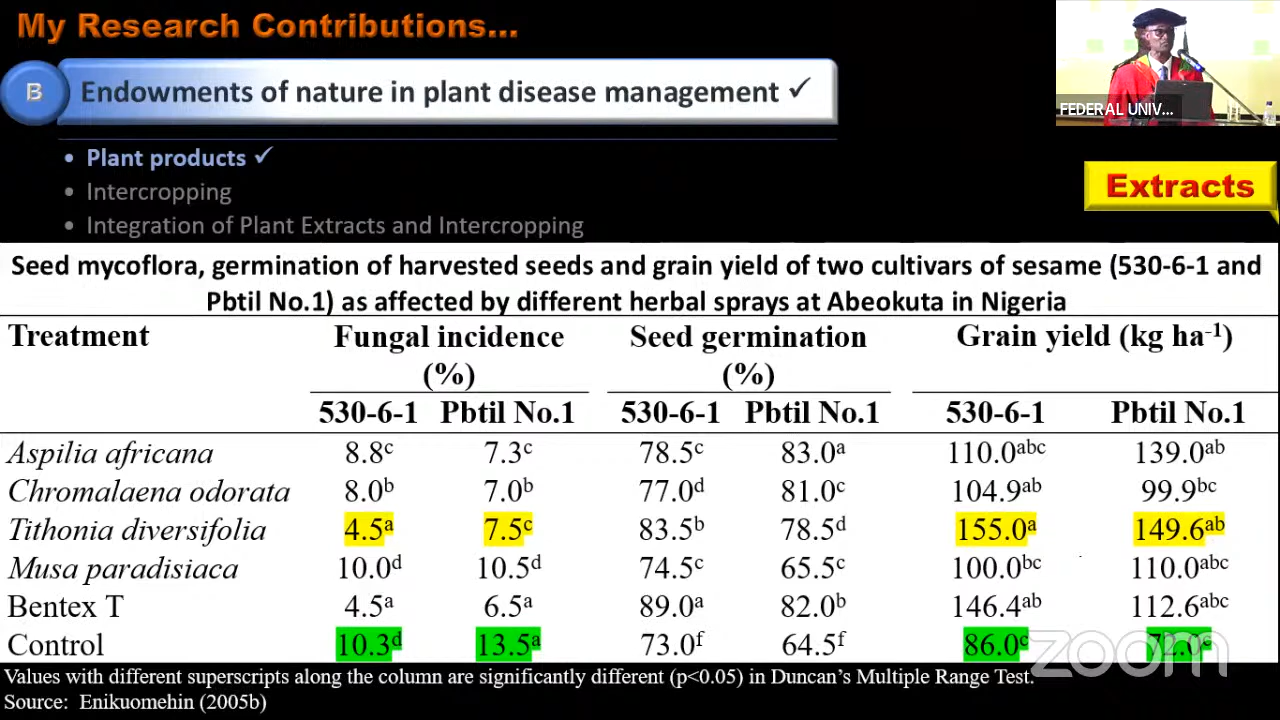 My Research Contributions...
B Endowments of nature in plant disease management ✓
• Plant products ✓
• Intercropping
• Integration of Plant Extracts and Intercropping
FEDERAL UNIV...
Extracts
Seed mycoflora, germination of harvested seeds and grain yield of two cultivars of sesame (530-6-1 and
Pbtil No.1) as affected by different herbal sprays at Abeokuta in Nigeria
Treatment Fungal incidence (%) Seed germination (%) Grain yield (kg ha⁻¹)
530-6-1 Pbtil No.1 530-6-1 Pbtil No.1 530-6-1 Pbtil No.1
Aspilia africana 8.8ᶜ 7.3ᶜ 78.5ᶜ 83.0ᵃ 110.0ᵃᵇᶜ 139.0ᵃᵇ
Chromalaena odorata 8.0ᵇ 7.0ᵇ 77.0ᵈ 81.0ᶜ 104.9ᵃᵇ 99.9ᵇᶜ
Tithonia diversifolia 4.5ᵃ 7.5ᶜ 83.5ᵇ 78.5ᵈ 155.0ᵃ 149.6ᵃᵇ
Musa paradisiaca 10.0ᵈ 10.5ᵈ 74.5ᶜ 65.5ᶜ 100.0ᵇᶜ 110.0ᵃᵇᶜ
Bentex T 4.5ᵃ 6.5ᵃ 89.0ᵃ 82.0ᵇ 146.4ᵃᵇ 112.6ᵃᵇᶜ
Control 10.3ᵈ 13.5ᵃ 73.0ᶠ 64.5ᶠ 86.0ᶜ 72.0ᶜ
zoom
Values with different superscripts along the column are significantly different (p<0.05) in Duncan's Multiple Range Test.
Source: Enikuomehin (2005b)